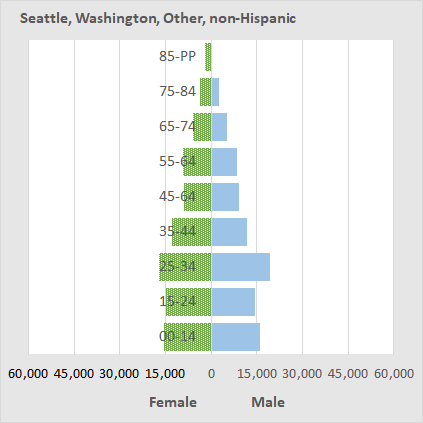 Seattle, Washington, Other, non-Hispanic
85-PP
75-84
65-74
55-64
45-64
35-44
25-34
15-24
00-14
60,000 45,000 30,000 15,000 0 15,000 30,000 45,000 60,000
Female Male